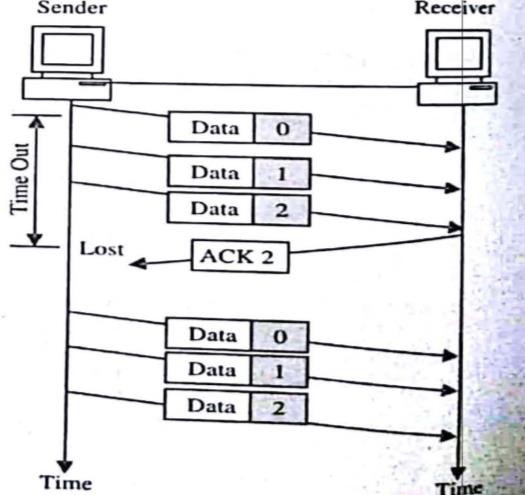 Sender Receiver
Data 0
Data 1
Time Out
Data 2
Lost ACK 2
Data 0
Data 1
Data 2
Time Time